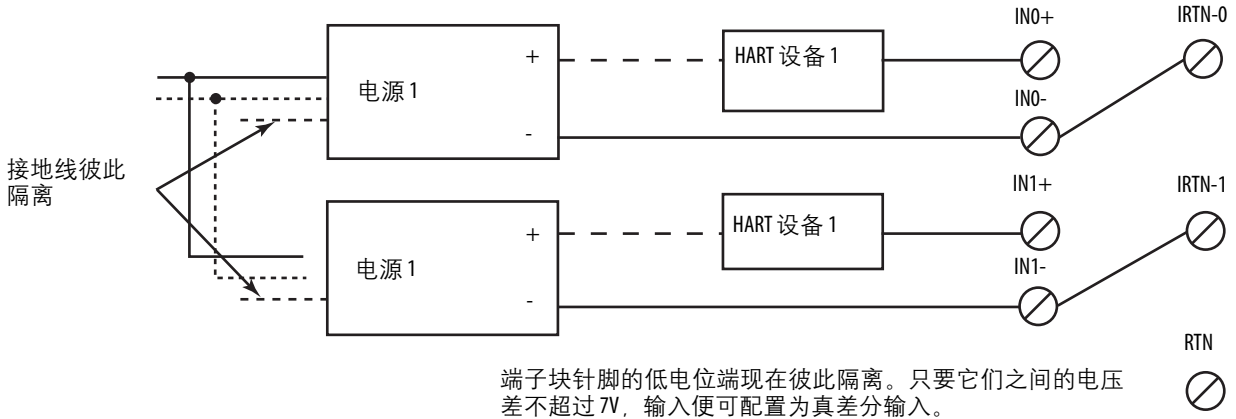 IN0+
IRTN-0
+
HART 设备 1
电源 1
IN0-
-
接地线彼此
隔离
IN1+
IRTN-1
+
HART 设备 1
电源 1
IN1-
-
RTN
端子块针脚的低电位端现在彼此隔离。只要它们之间的电压
差不超过 7V，输入便可配置为真差分输入。